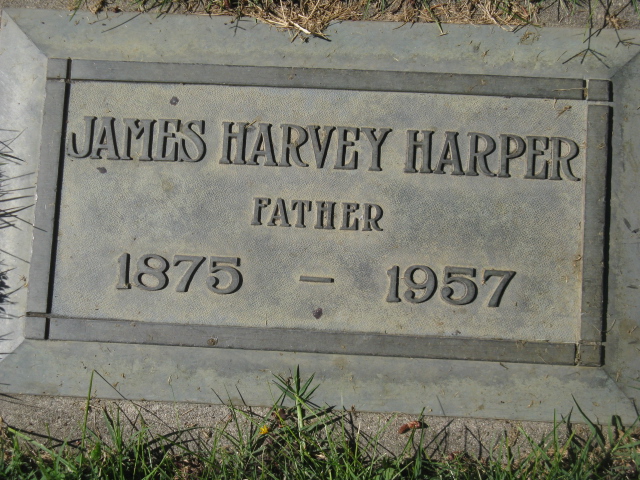 JAMES HARVEY HARPER
FATHER
1875 – 1957